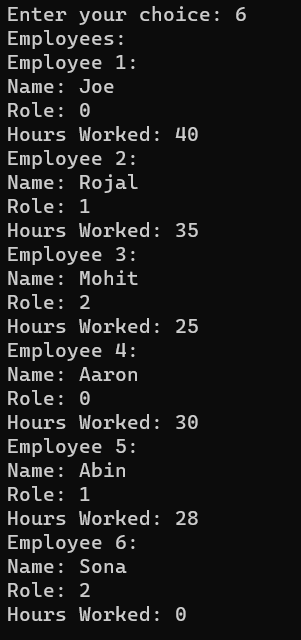 Enter your choice: 6
Employees:
Employee 1:
Name: Joe
Role: 0
Hours Worked: 40
Employee 2:
Name: Rojal
Role: 1
Hours Worked: 35
Employee 3:
Name: Mohit
Role: 2
Hours Worked: 25
Employee 4:
Name: Aaron
Role: 0
Hours Worked: 30
Employee 5:
Name: Abin
Role: 1
Hours Worked: 28
Employee 6:
Name: Sona
Role: 2
Hours Worked: 0